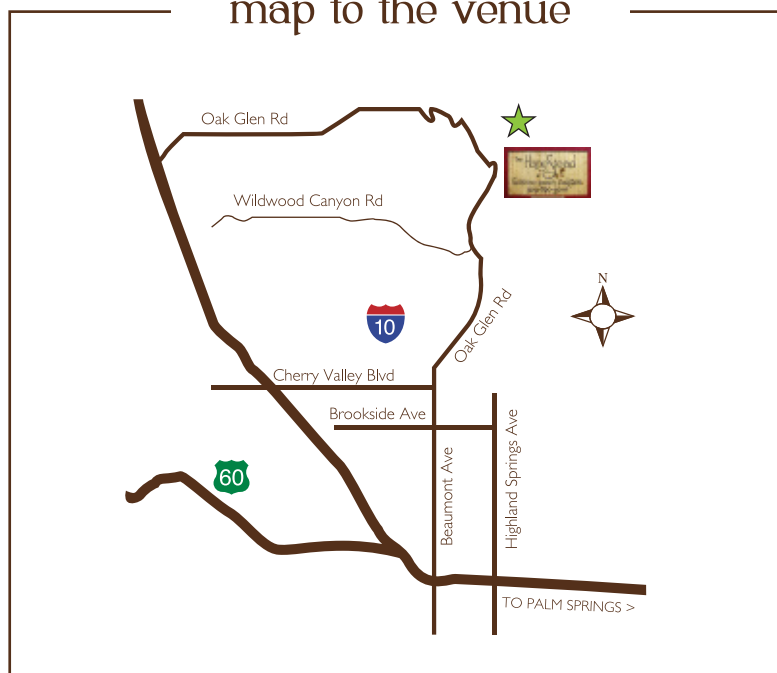 map to the venue
Oak Glen Rd
Wildwood Canyon Rd
N
10
Oak Glen Rd
Cherry Valley Blvd
Brookside Ave
Highland Springs Ave
Beaumont Ave
60
TO PALM SPRINGS >